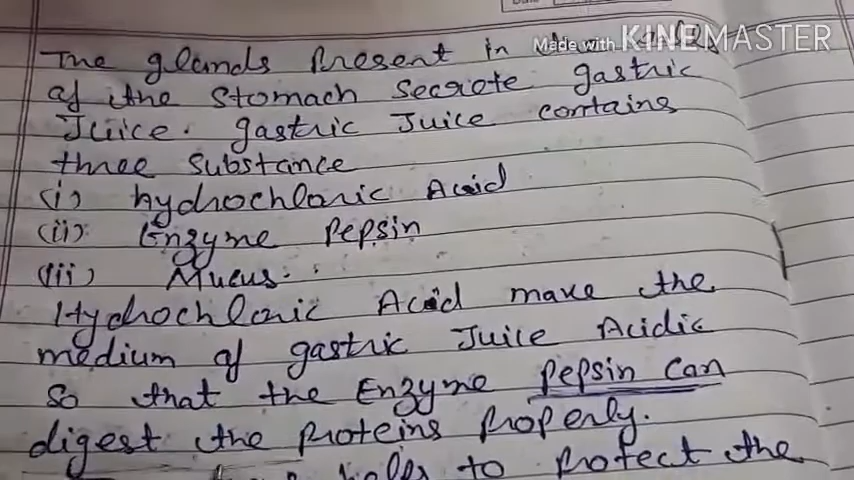 Made with KINEMASTER
The glands Present in
of the stomach secrete gastric
Juice. gastric Juice contains
three substance
(i) hydrochloric Acid
(ii) Enzyme Pepsin
(iii) Mucus.
Hydrochloric Acid make the
medium of gastric Juice Acidic
so that the Enzyme Pepsin Can
digest the Proteins Properly.
to Protect the